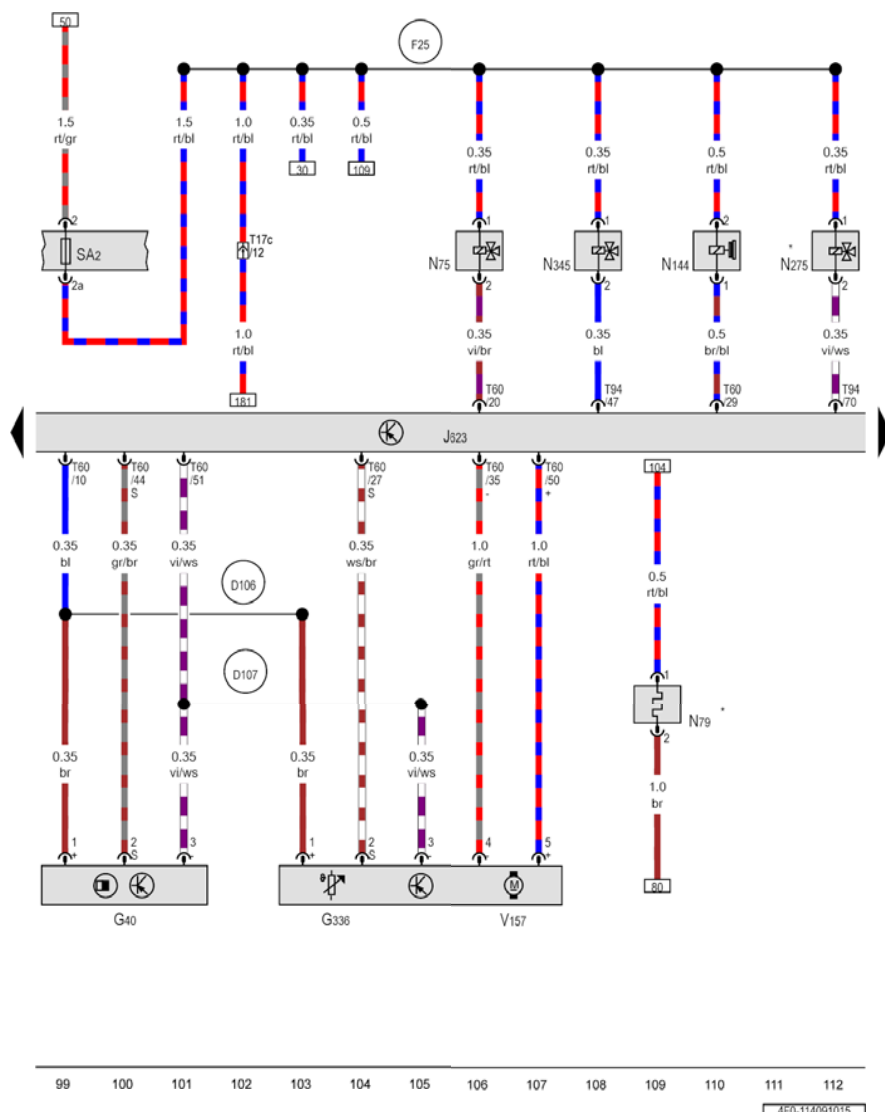 50
F25
1.5 1.5 1.0 0.35 0.5 0.35 0.35 0.5 0.35
rt/gr rt/bl rt/bl rt/bl rt/bl rt/bl rt/bl rt/bl rt/bl
30 109
2 1 1 2 1
SA2
T17c
/12
N75 N345 N144 * N275
2a 2 2 1 2
1.0 0.35 0.35 0.5 0.35
rt/bl vi/br bl br/bl vi/ws
181
T60 T94 T60 T94
/20 /47 /29 /70
J623
T60 T60 T60 T60 T60 T60 104
/10 /44 /51 /27 /35 /50
S S - +
0.35 0.35 0.35 0.35 1.0 1.0 0.5
bl gr/br vi/ws ws/br gr/rt rt/bl rt/bl
D106
D107
1
N79 *
2
0.35 0.35 0.35 0.35 1.0
br vi/ws br vi/ws br
1 2 3 1 2 3 4 5
+ S - + S - - +
M
80
G40 G336 V157
99 100 101 102 103 104 105 106 107 108 109 110 111 112
4F0-114091015